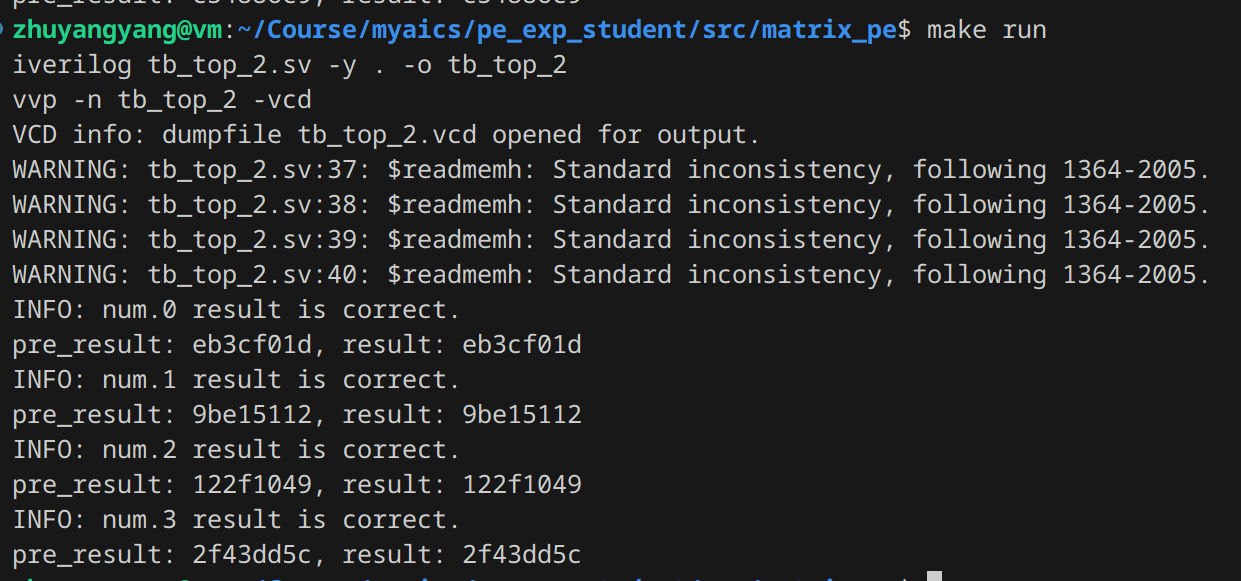 zhuyangyang@vm:~/Course/myaics/pe_exp_student/src/matrix_pe$ make run
iverilog tb_top_2.sv -y . -o tb_top_2
vvp -n tb_top_2 -vcd
VCD info: dumpfile tb_top_2.vcd opened for output.
WARNING: tb_top_2.sv:37: $readmemh: Standard inconsistency, following 1364-2005.
WARNING: tb_top_2.sv:38: $readmemh: Standard inconsistency, following 1364-2005.
WARNING: tb_top_2.sv:39: $readmemh: Standard inconsistency, following 1364-2005.
WARNING: tb_top_2.sv:40: $readmemh: Standard inconsistency, following 1364-2005.
INFO: num.0 result is correct.
pre_result: eb3cf01d, result: eb3cf01d
INFO: num.1 result is correct.
pre_result: 9be15112, result: 9be15112
INFO: num.2 result is correct.
pre_result: 122f1049, result: 122f1049
INFO: num.3 result is correct.
pre_result: 2f43dd5c, result: 2f43dd5c